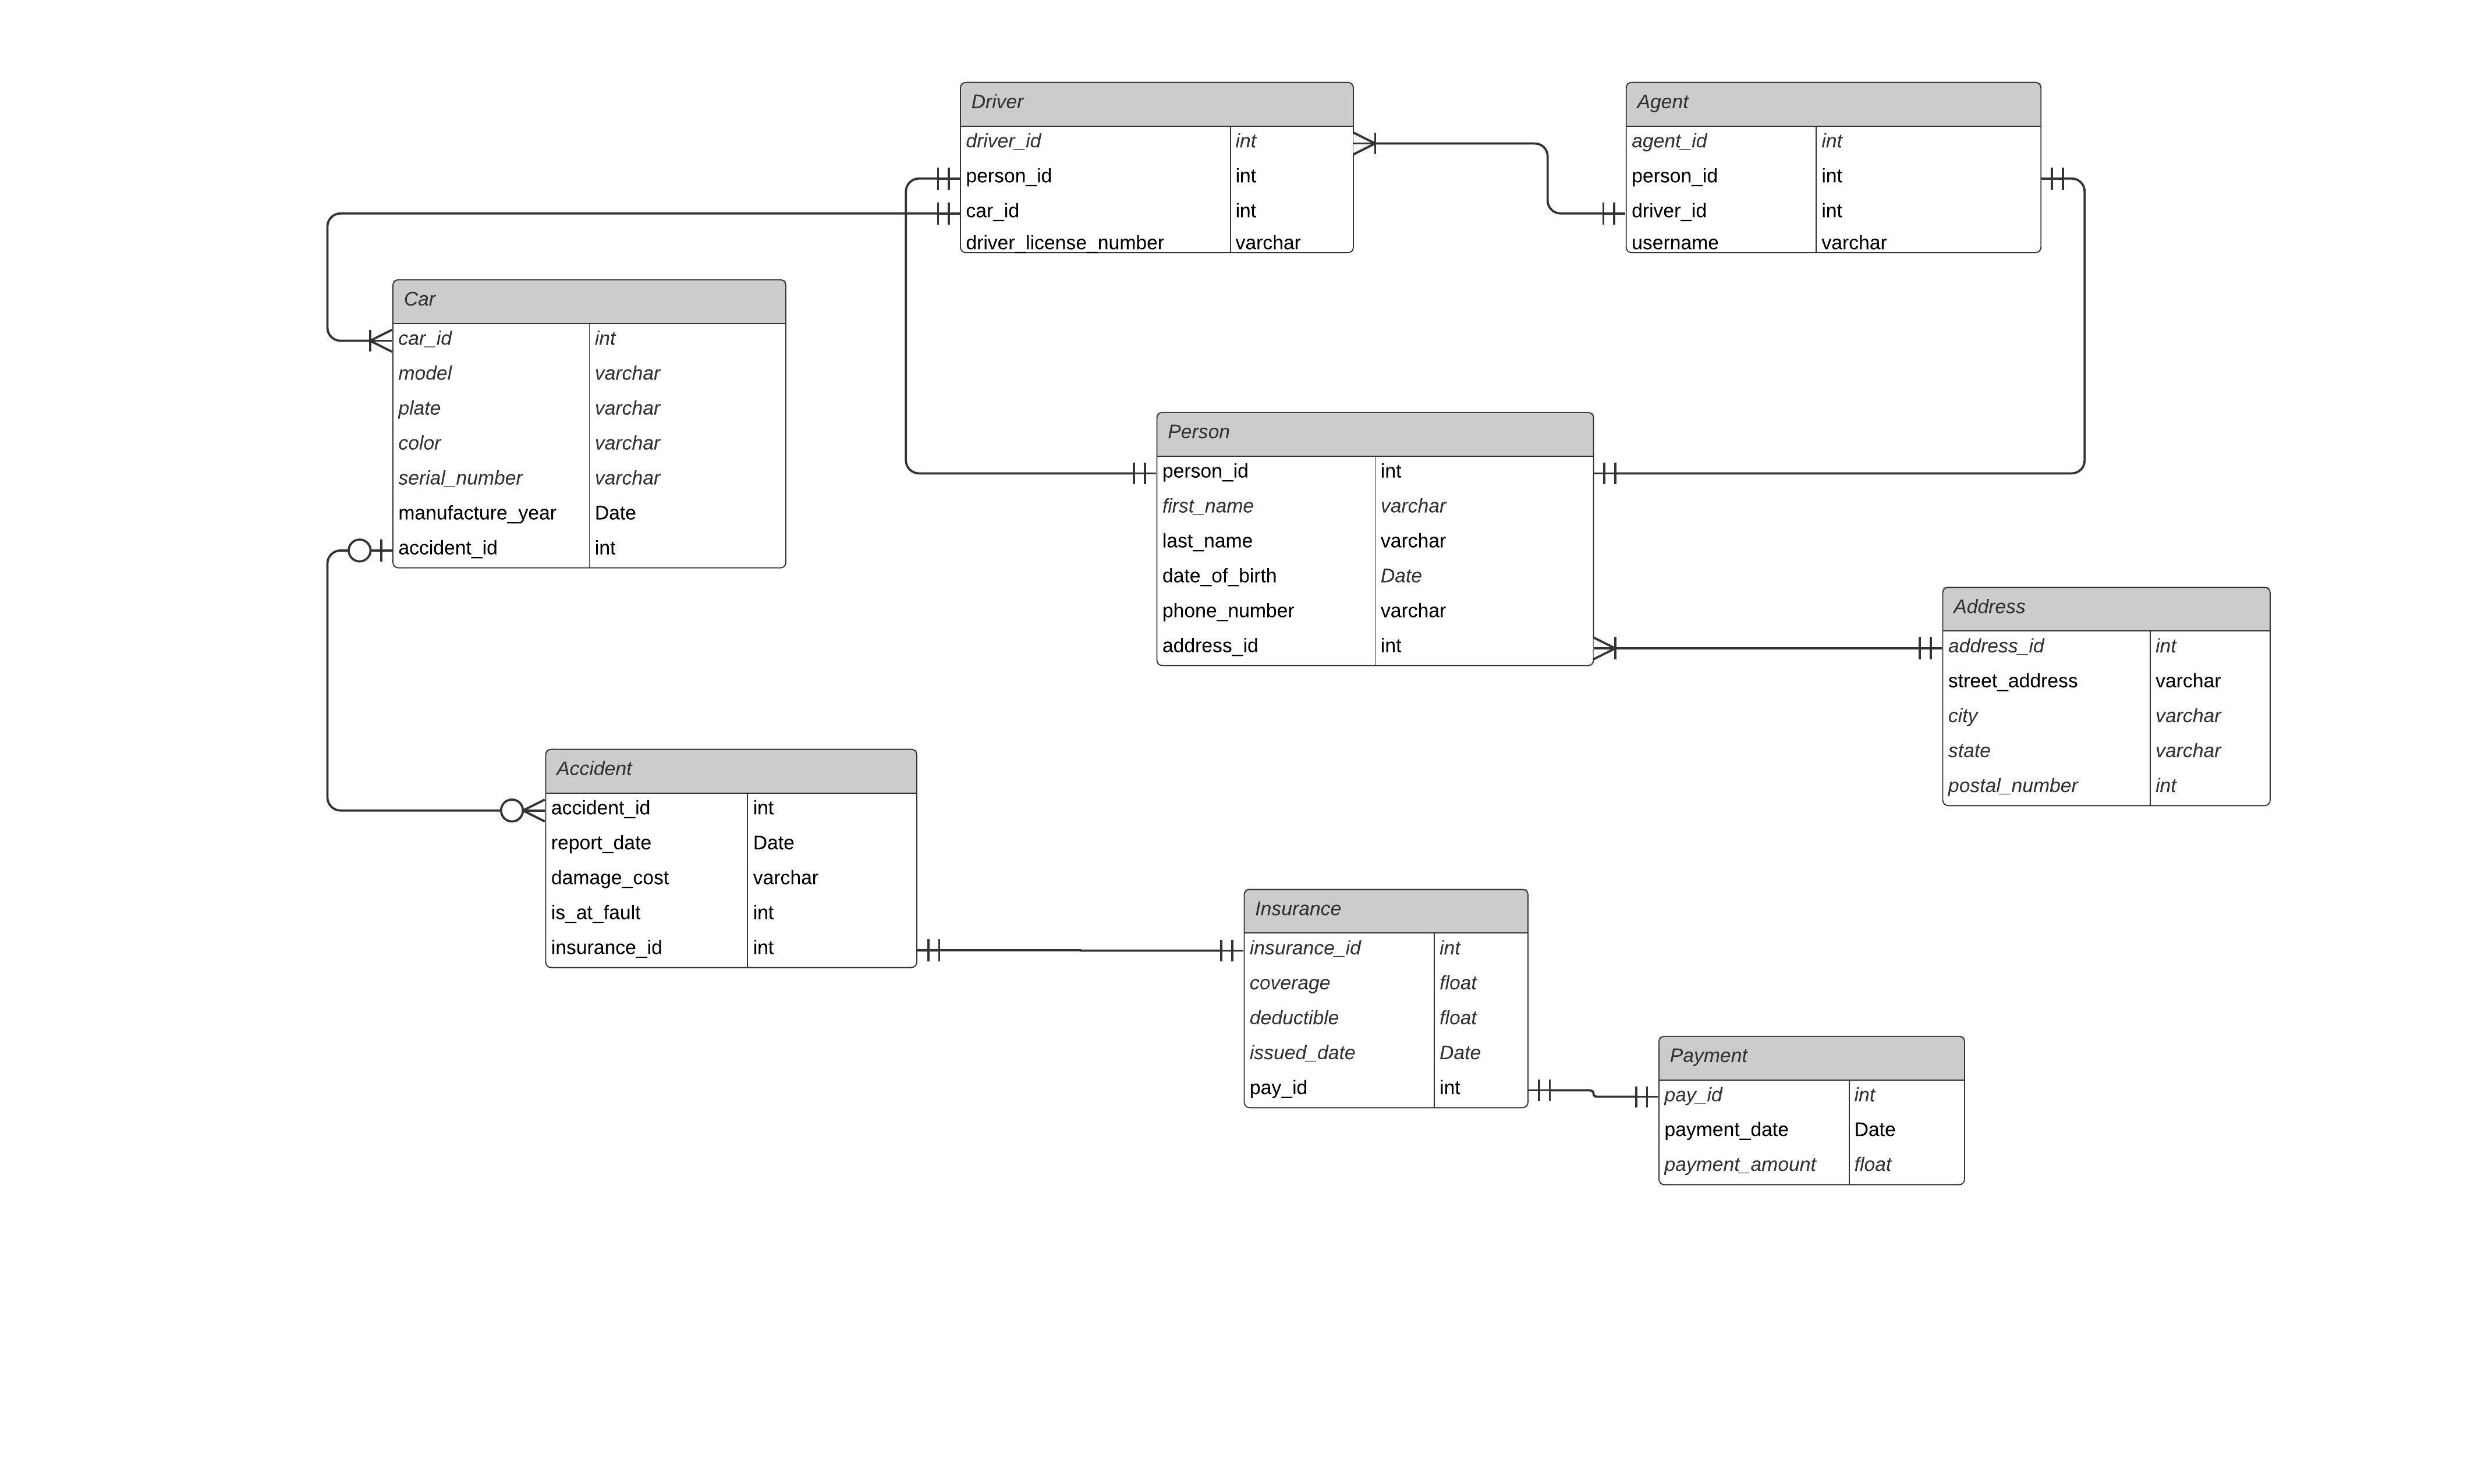 Driver
driver_id int
person_id int
car_id int
driver_license_number varchar
Agent
agent_id int
person_id int
driver_id int
username varchar
Car
car_id int
model varchar
plate varchar
color varchar
serial_number varchar
manufacture_year Date
accident_id int
Person
person_id int
first_name varchar
last_name varchar
date_of_birth Date
phone_number varchar
address_id int
Address
address_id int
street_address varchar
city varchar
state varchar
postal_number int
Accident
accident_id int
report_date Date
damage_cost varchar
is_at_fault int
insurance_id int
Insurance
insurance_id int
coverage float
deductible float
issued_date Date
pay_id int
Payment
pay_id int
payment_date Date
payment_amount float